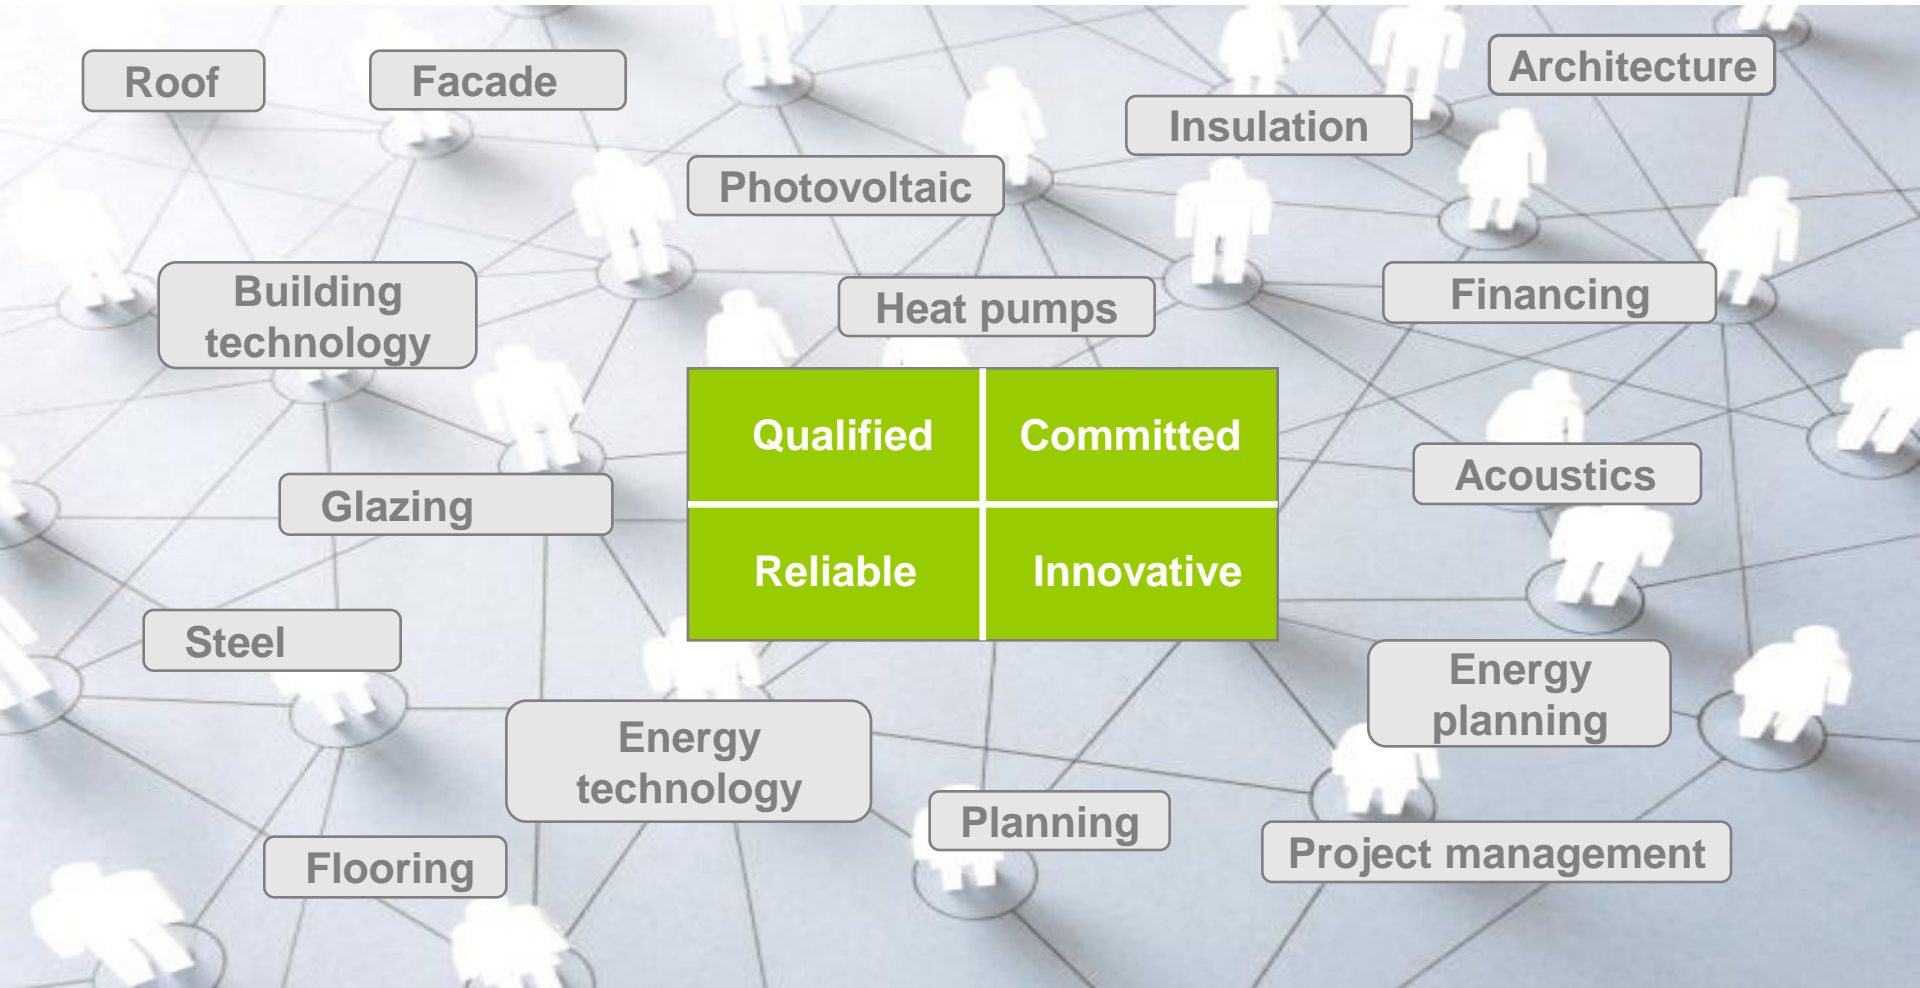 Roof
Facade
Architecture
Insulation
Photovoltaic
Building
technology
Heat pumps
Financing
Qualified
Committed
Glazing
Acoustics
Reliable
Innovative
Steel
Energy
planning
Energy
technology
Planning
Project management
Flooring